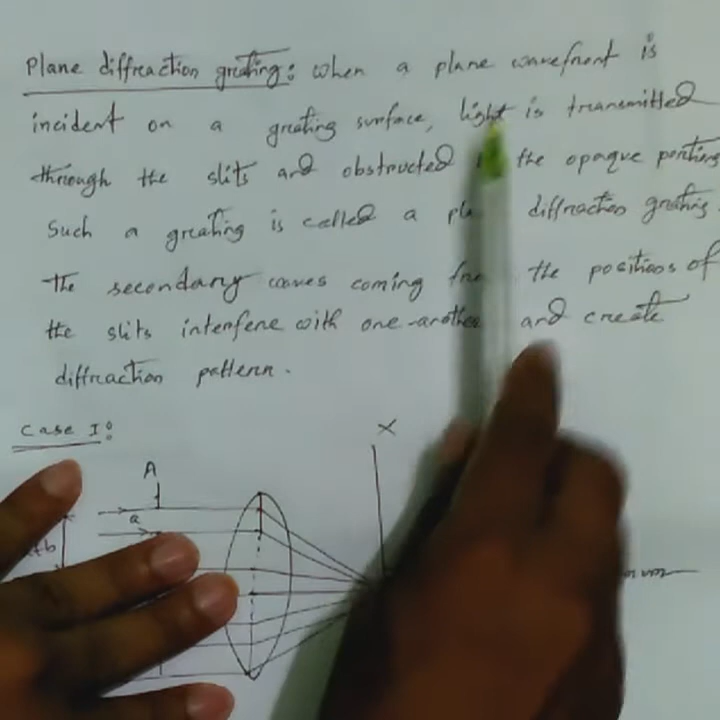 Plane diffraction grating: when a plane wavefront is
incident on a grating surface, light is transmitted
through the slits and obstructed the opaque portions
Such a grating is called a diffraction grating.
The secondary waves coming the positions of
the slits interfere with one-another and create
diffraction pattern.
Case I:
X
A
a